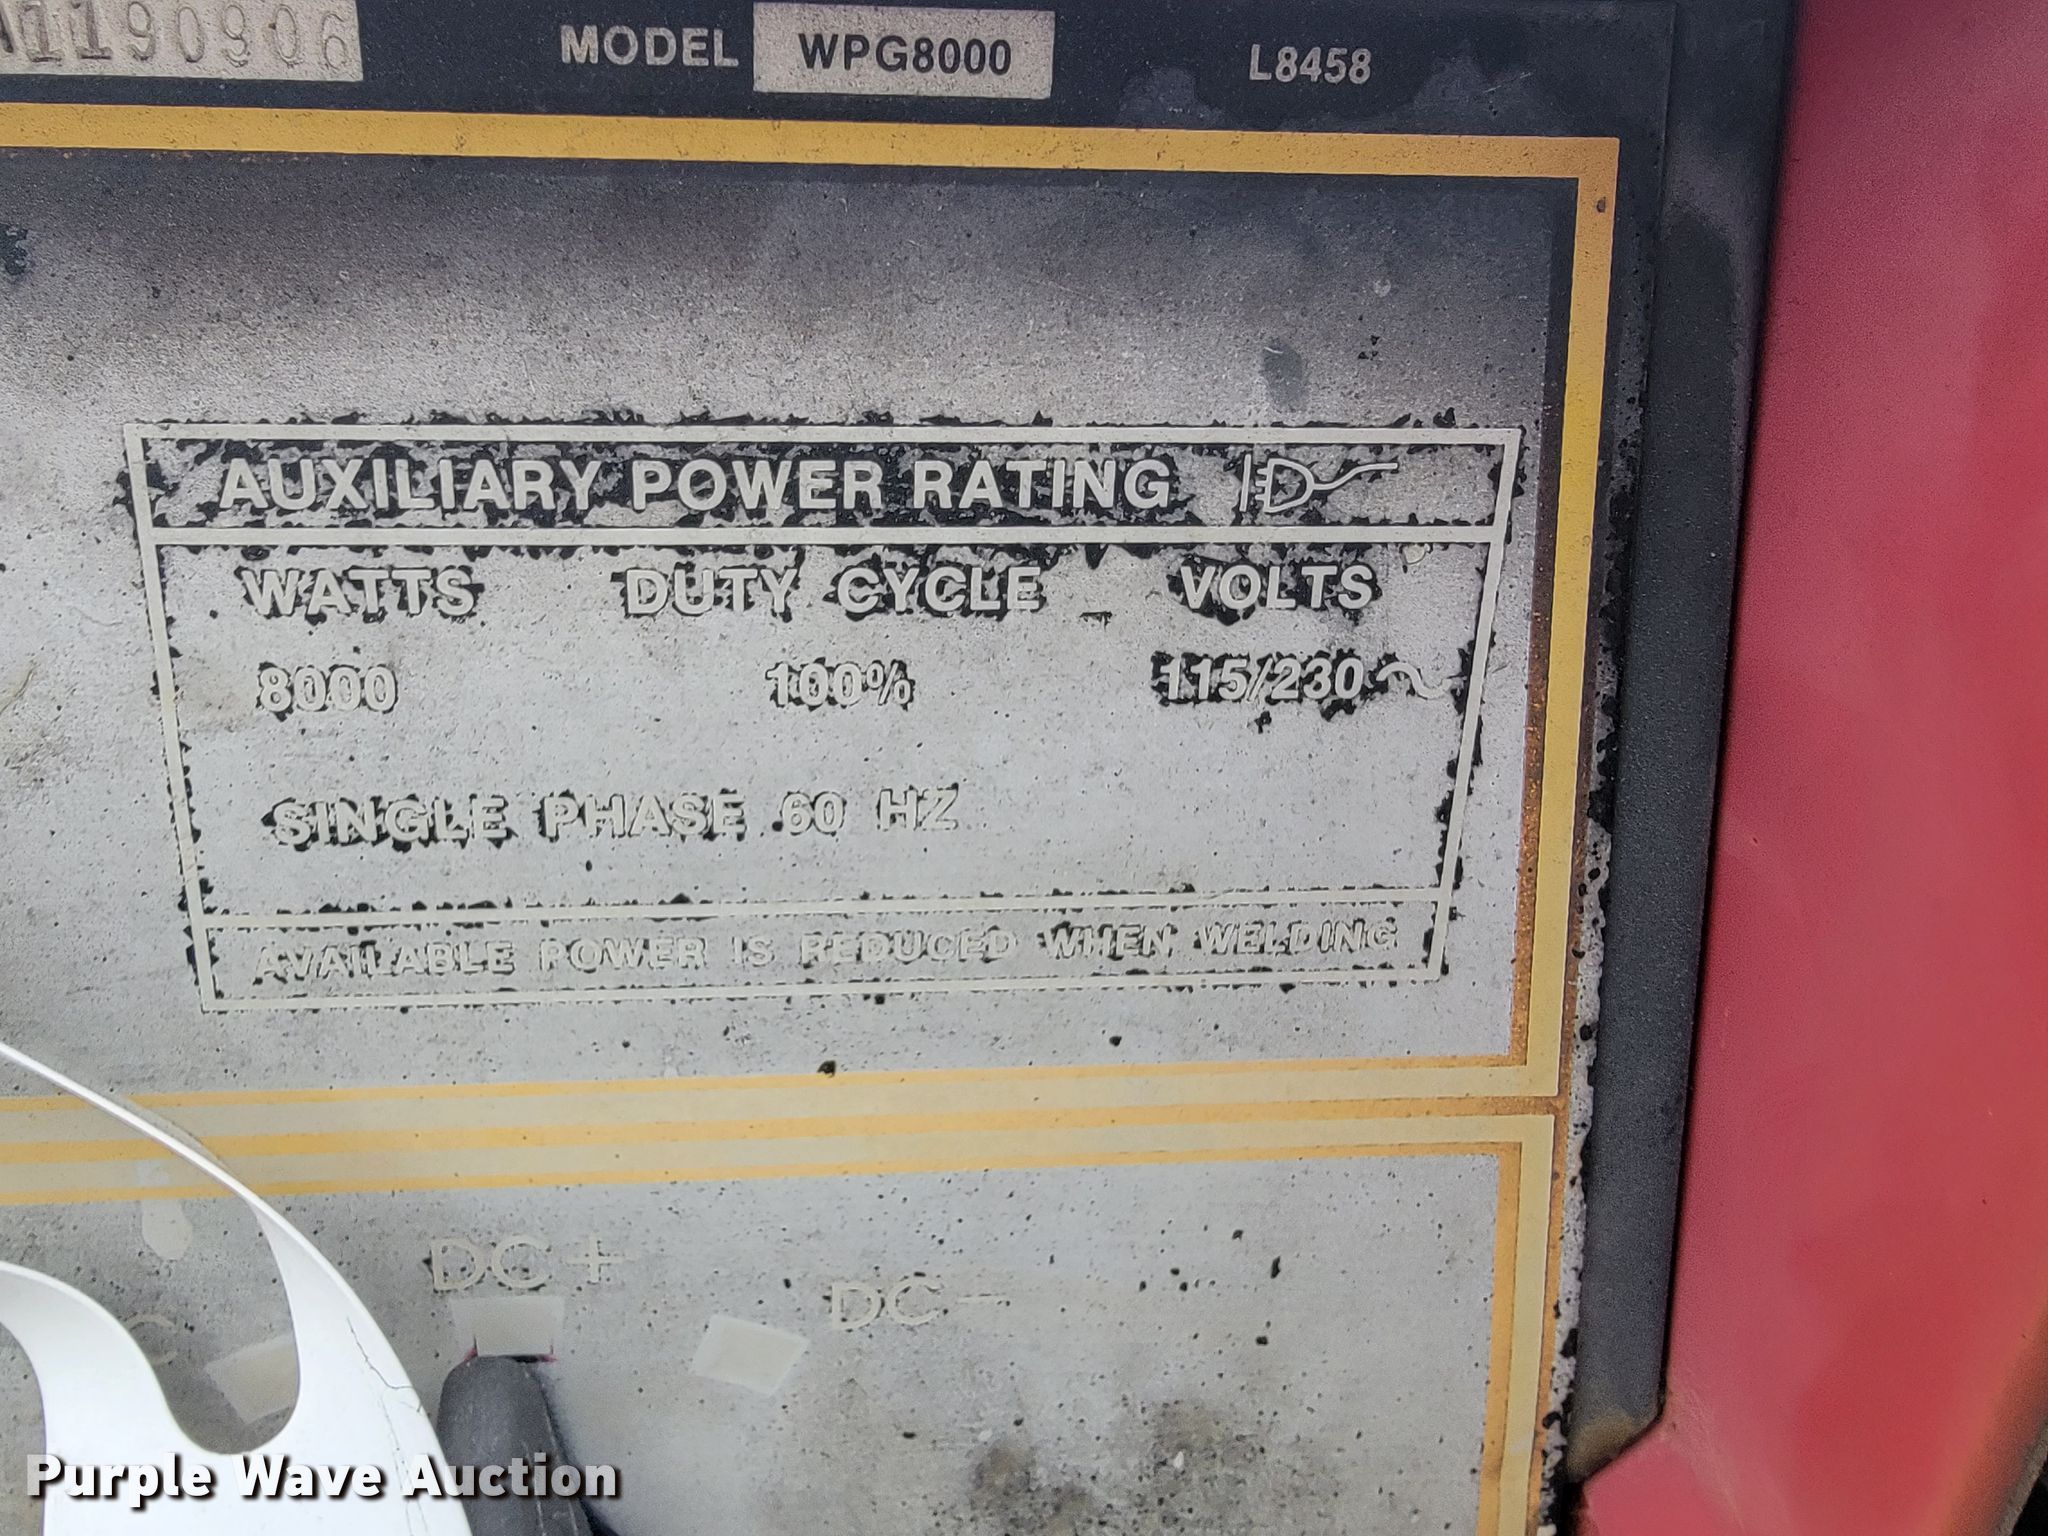 A1190906 MODEL WPG8000 L8458
AUXILIARY POWER RATING
WATTS DUTY CYCLE VOLTS
8000 100% 115/230~
SINGLE PHASE 60 HZ
AVAILABLE POWER IS REDUCED WHEN WELDING
DC+
DC-
Purple Wave Auction